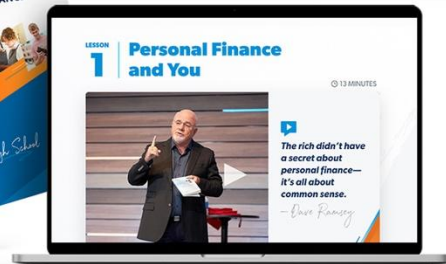 LESSON
1
Personal Finance
and You
13 MINUTES
The rich didn't have
a secret about
personal finance—
it's all about
common sense.
— Dave Ramsey
School